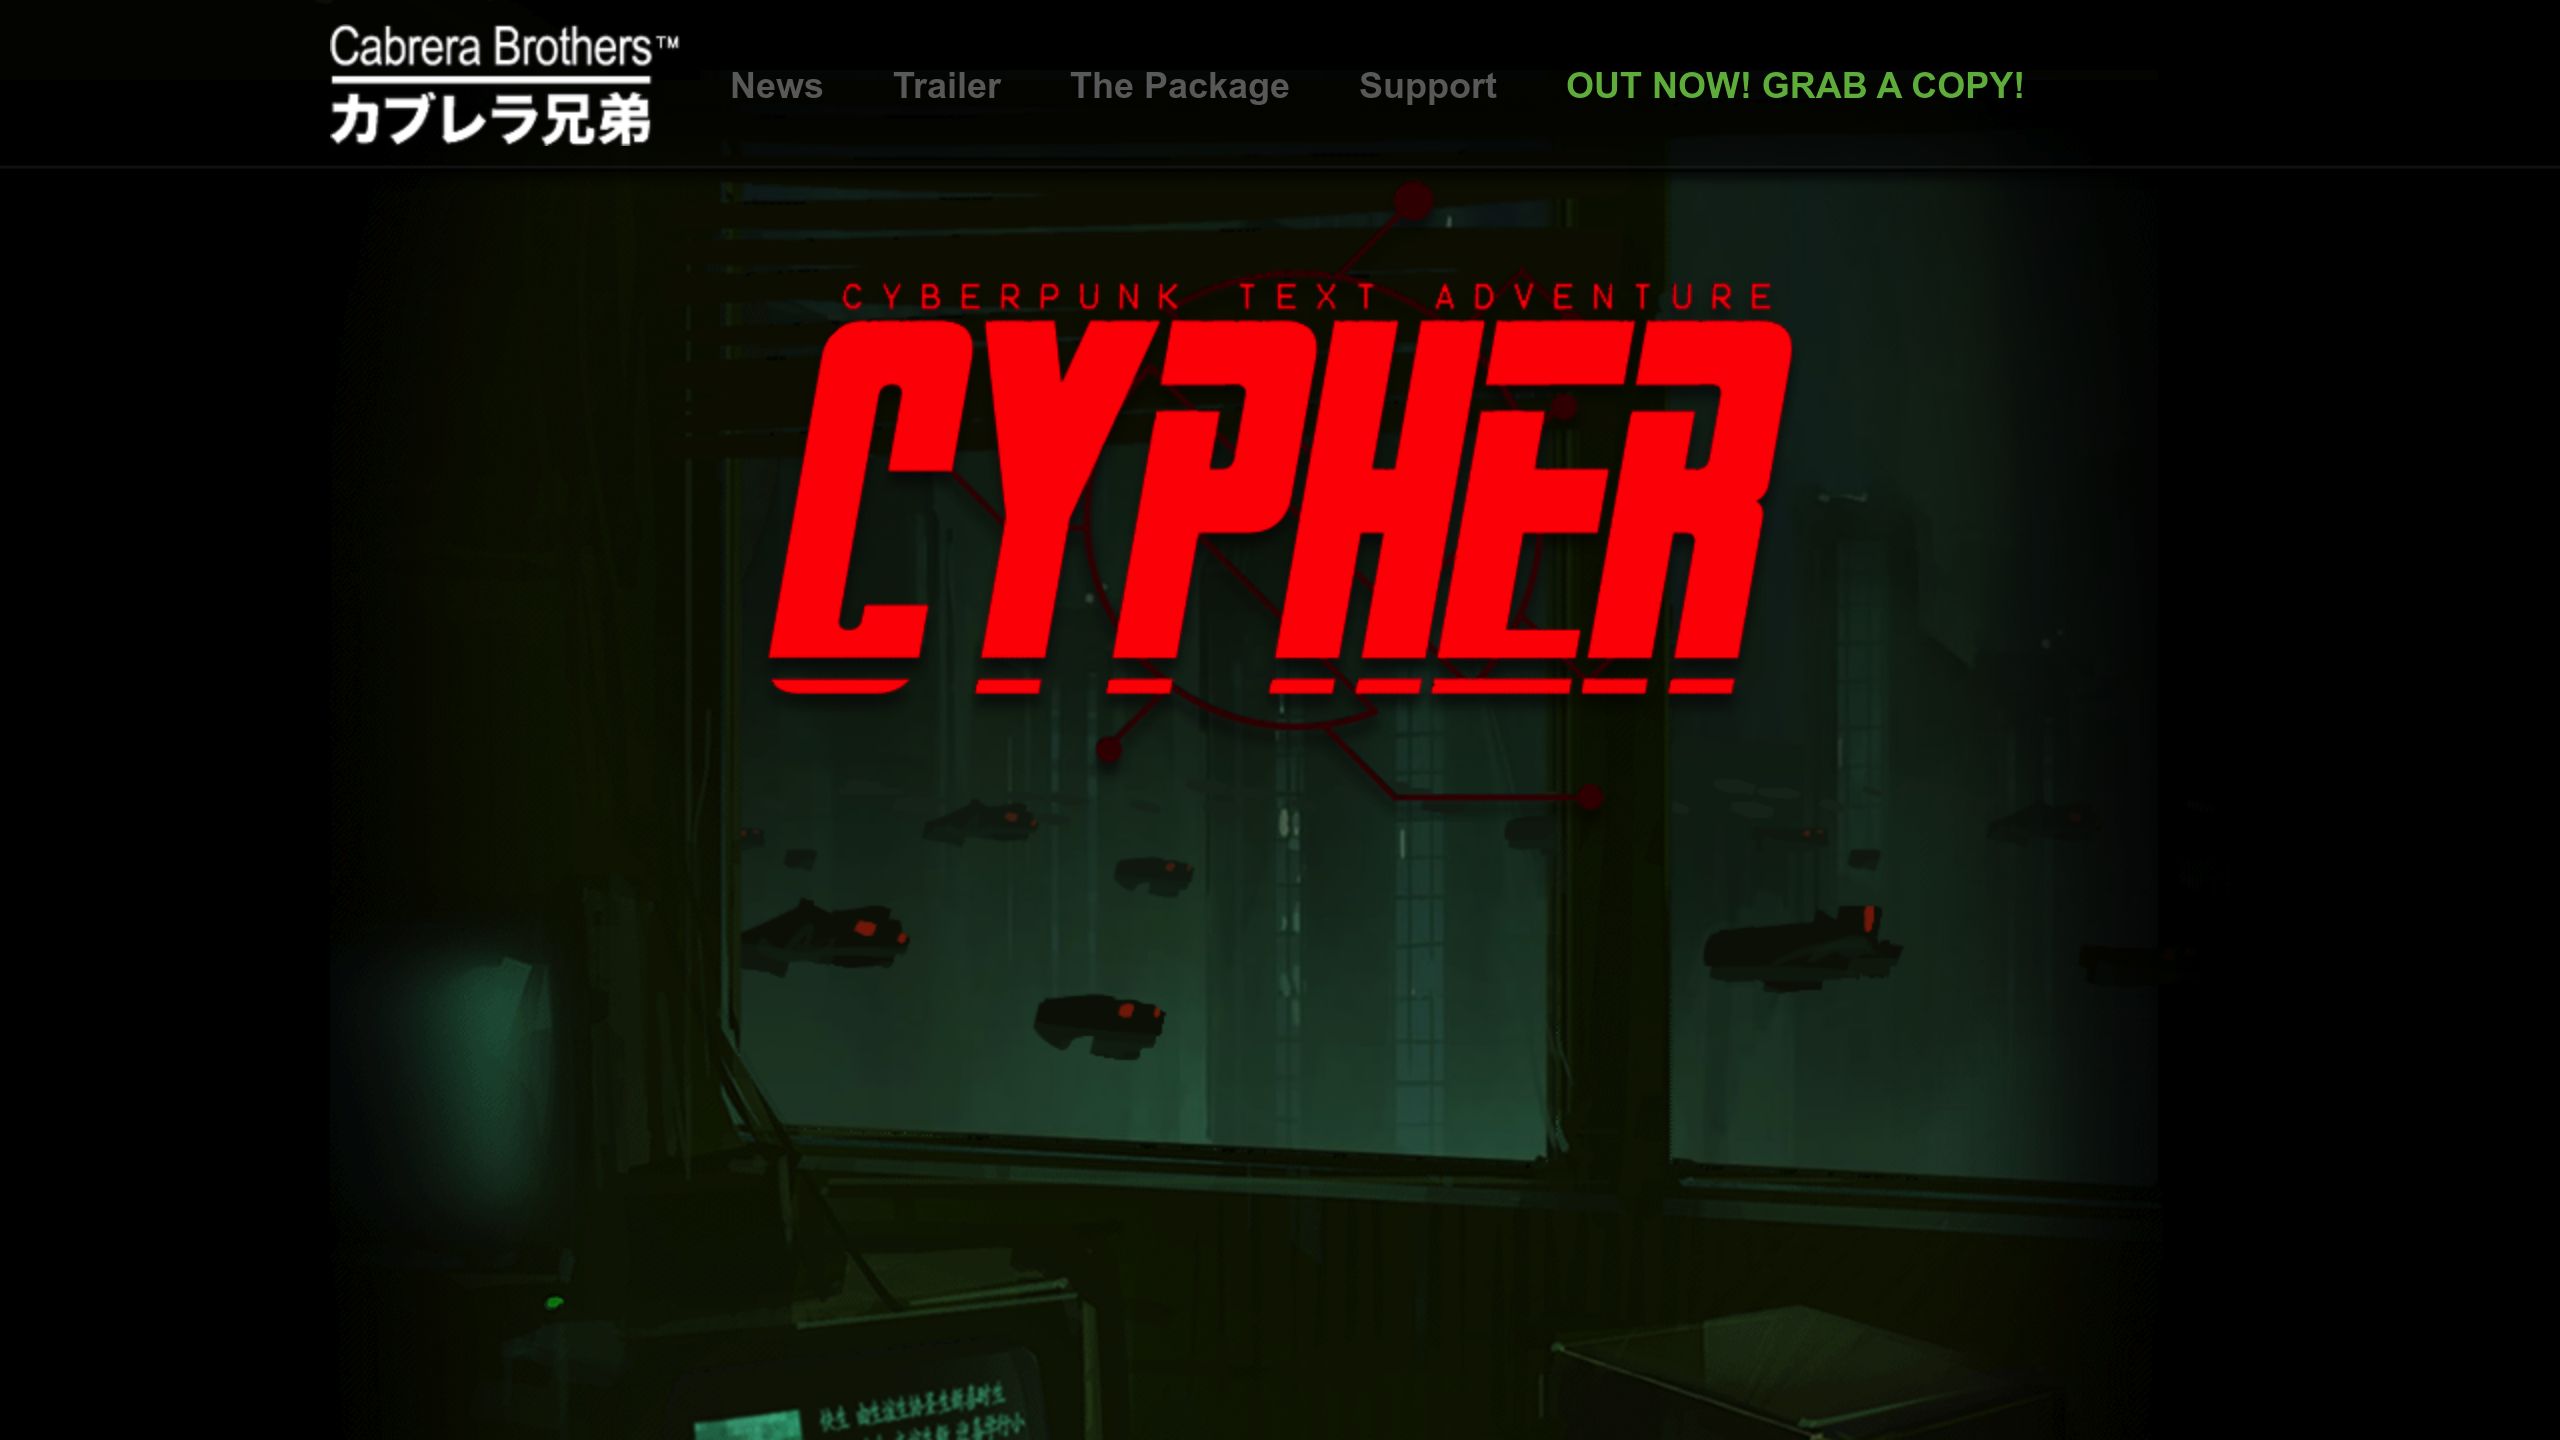 Cabrera Brothers™
カブレラ兄弟
News
Trailer
The Package
Support
OUT NOW! GRAB A COPY!
CYBERPUNK TEXT ADVENTURE
CYPHER